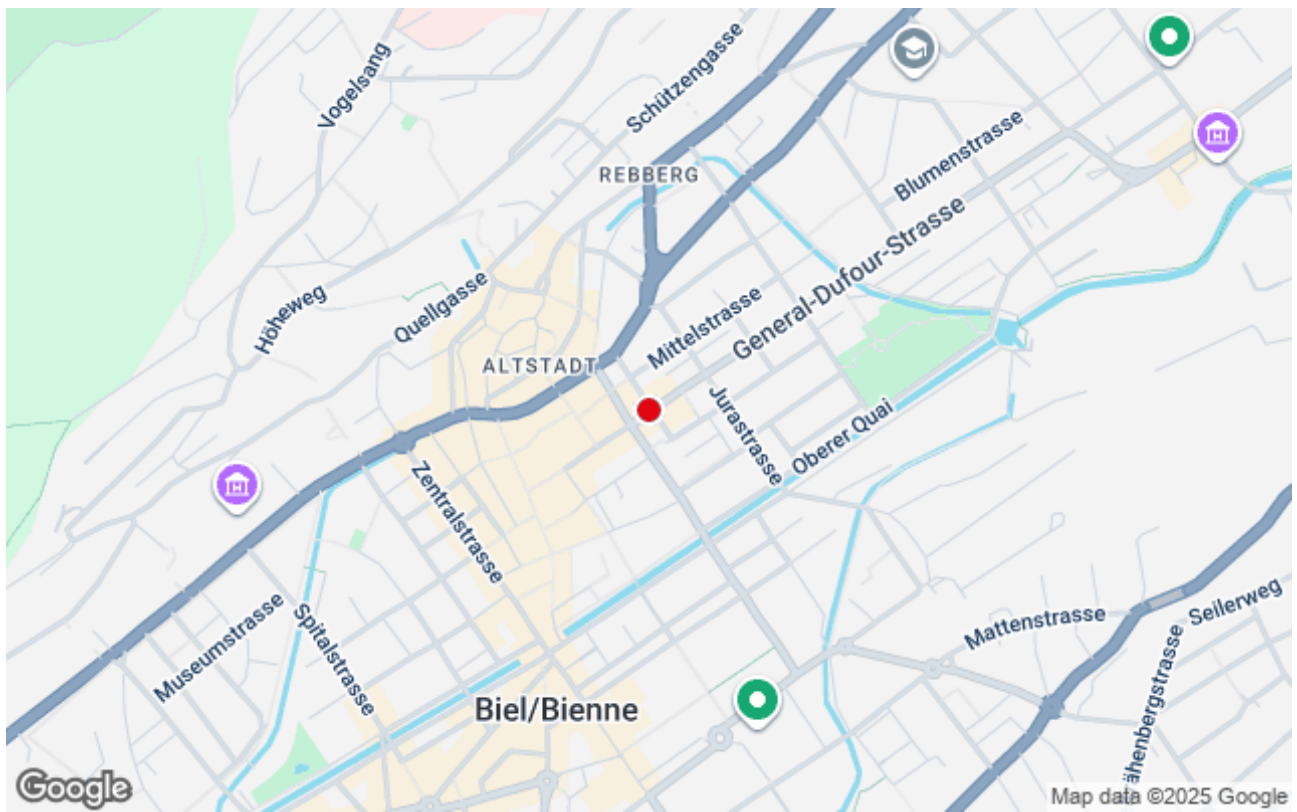 Vogelsang
Schützengasse
REBBERG
Blumenstrasse
General-Dufour-Strasse
Höheweg
Quellgasse
Mittelstrasse
ALTSTADT
Jurastrasse
Oberer Quai
Zentralstrasse
Museumstrasse
Spitalstrasse
Mattenstrasse
Seilerweg
ähenbergstrasse
Biel/Bienne
H
H
Google
Map data ©2025 Google